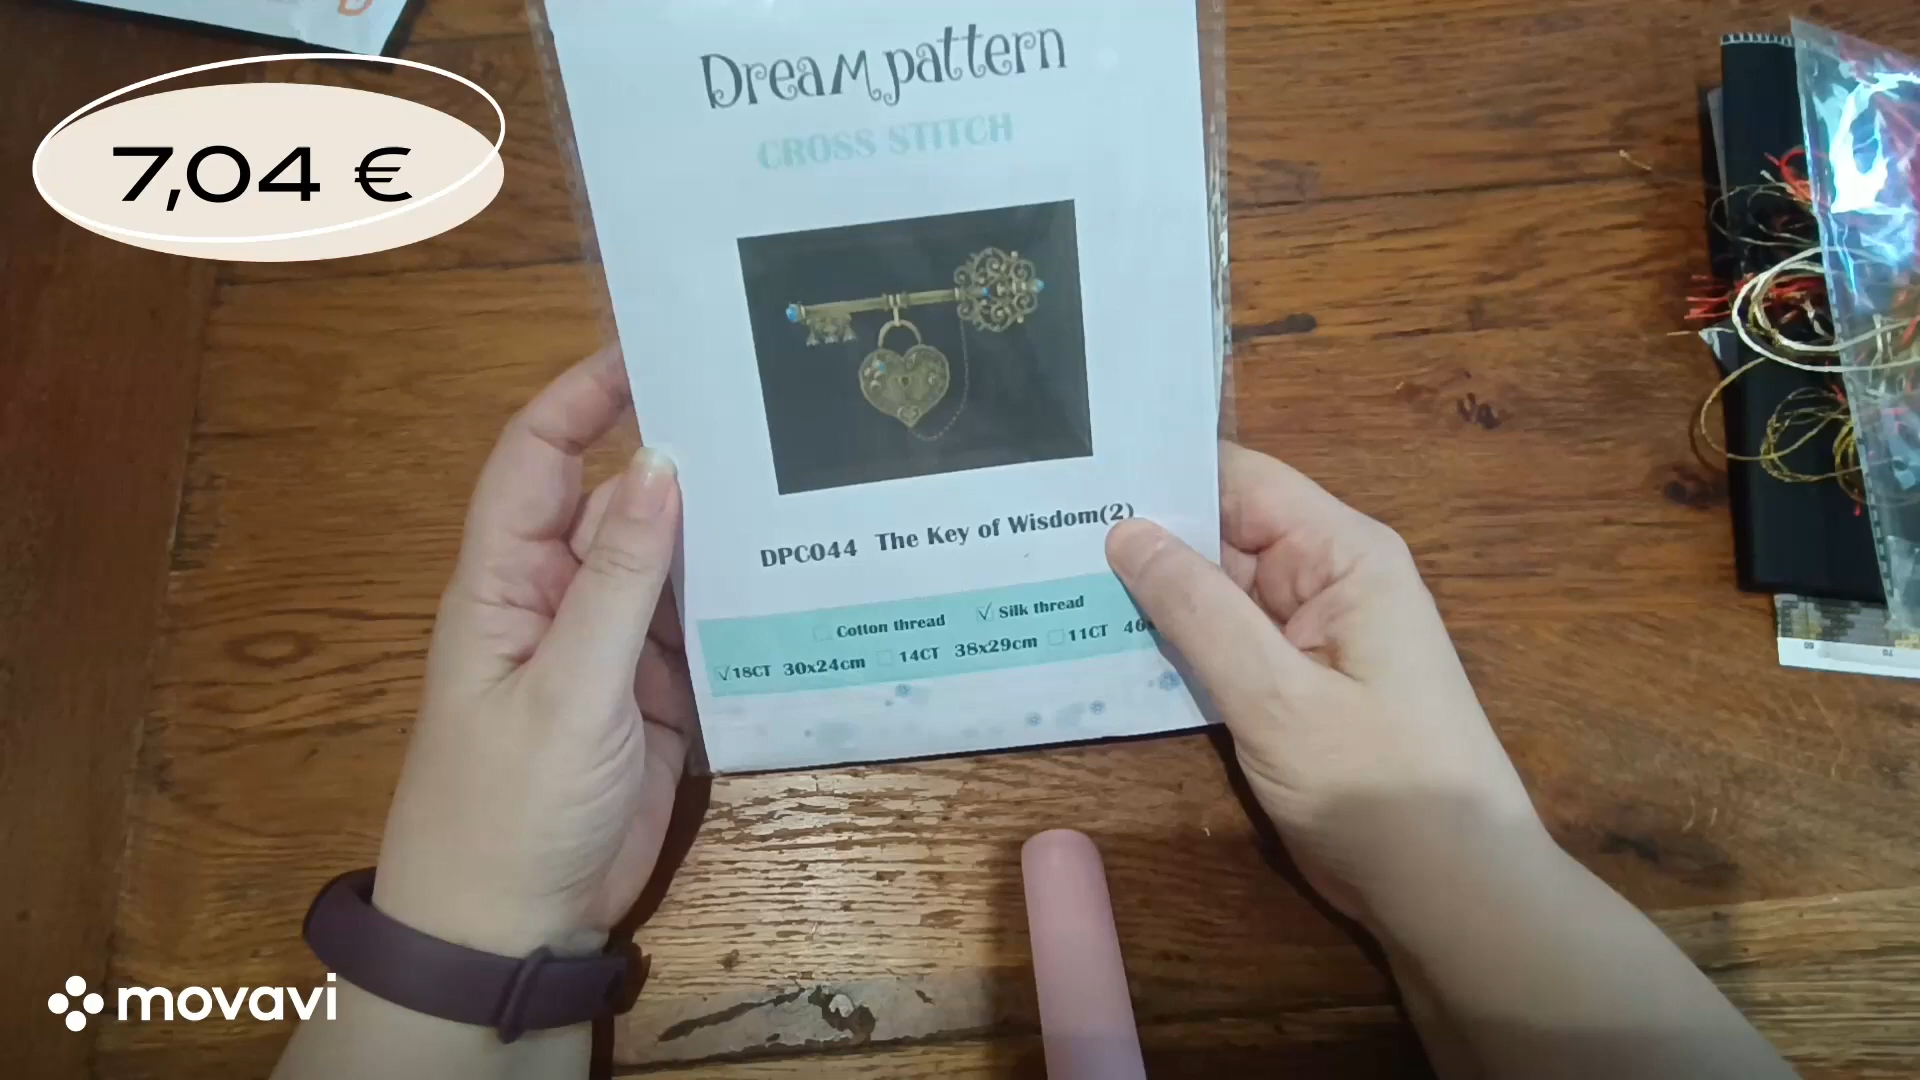 7,04 €
Dream pattern
CROSS STITCH
DPC044 The Key of Wisdom(2)
Cotton thread √ Silk thread
√ 18CT 30x24cm 14CT 38x29cm 11CT
movavi